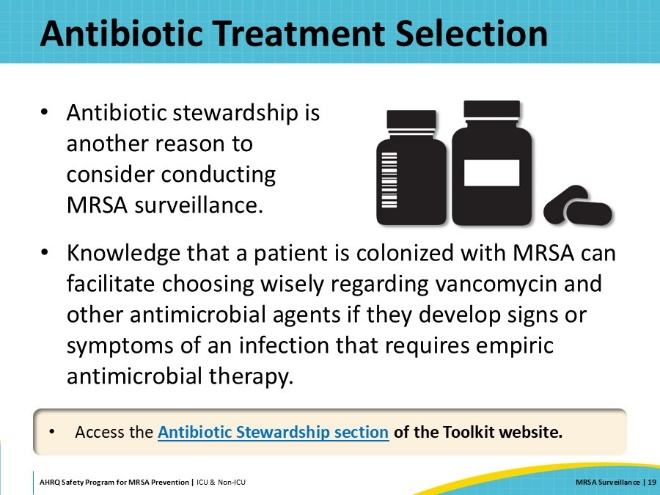 Antibiotic Treatment Selection
• Antibiotic stewardship is
another reason to
consider conducting
MRSA surveillance.
• Knowledge that a patient is colonized with MRSA can
facilitate choosing wisely regarding vancomycin and
other antimicrobial agents if they develop signs or
symptoms of an infection that requires empiric
antimicrobial therapy.
• Access the Antibiotic Stewardship section of the Toolkit website.
AHRQ Safety Program for MRSA Prevention | ICU & Non-ICU
MRSA Surveillance | 19